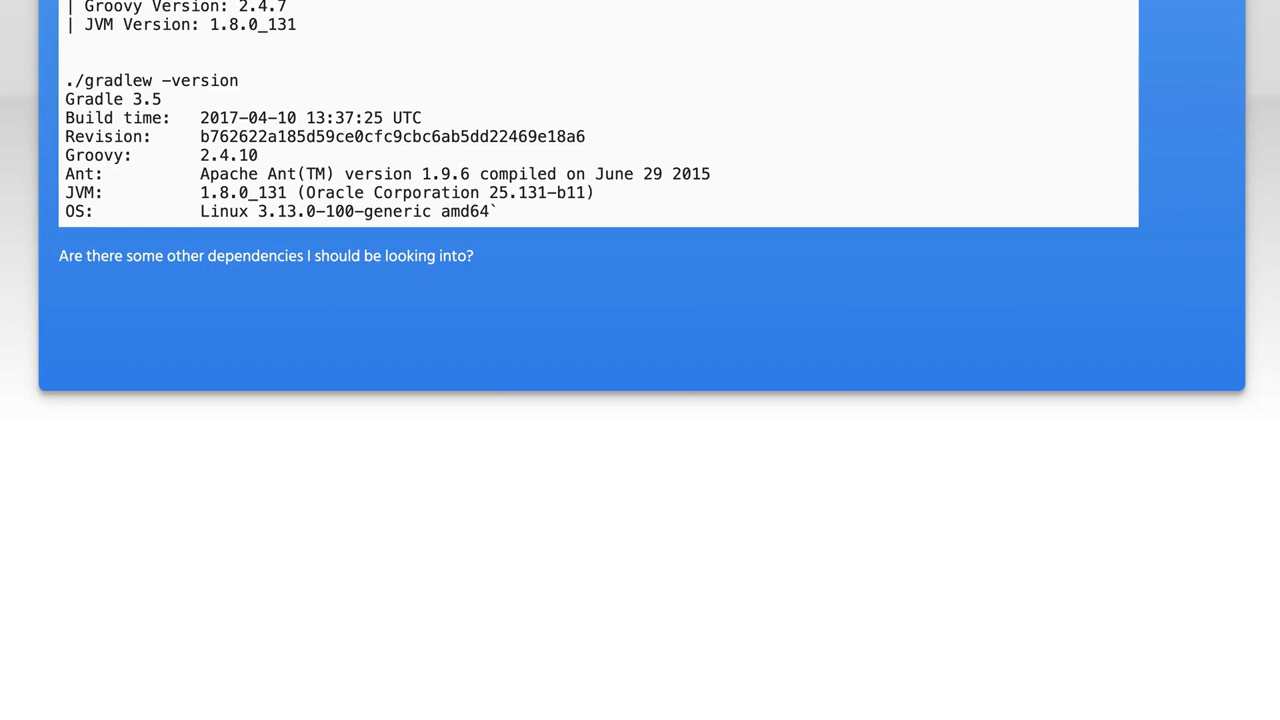 | Groovy Version: 2.4.7
| JVM Version: 1.8.0_131
./gradlew -version
Gradle 3.5
Build time:   2017-04-10 13:37:25 UTC
Revision:     b762622a185d59ce0cfc9cbc6ab5dd22469e18a6
Groovy:       2.4.10
Ant:          Apache Ant(TM) version 1.9.6 compiled on June 29 2015
JVM:          1.8.0_131 (Oracle Corporation 25.131-b11)
OS:           Linux 3.13.0-100-generic amd64`
Are there some other dependencies I should be looking into?